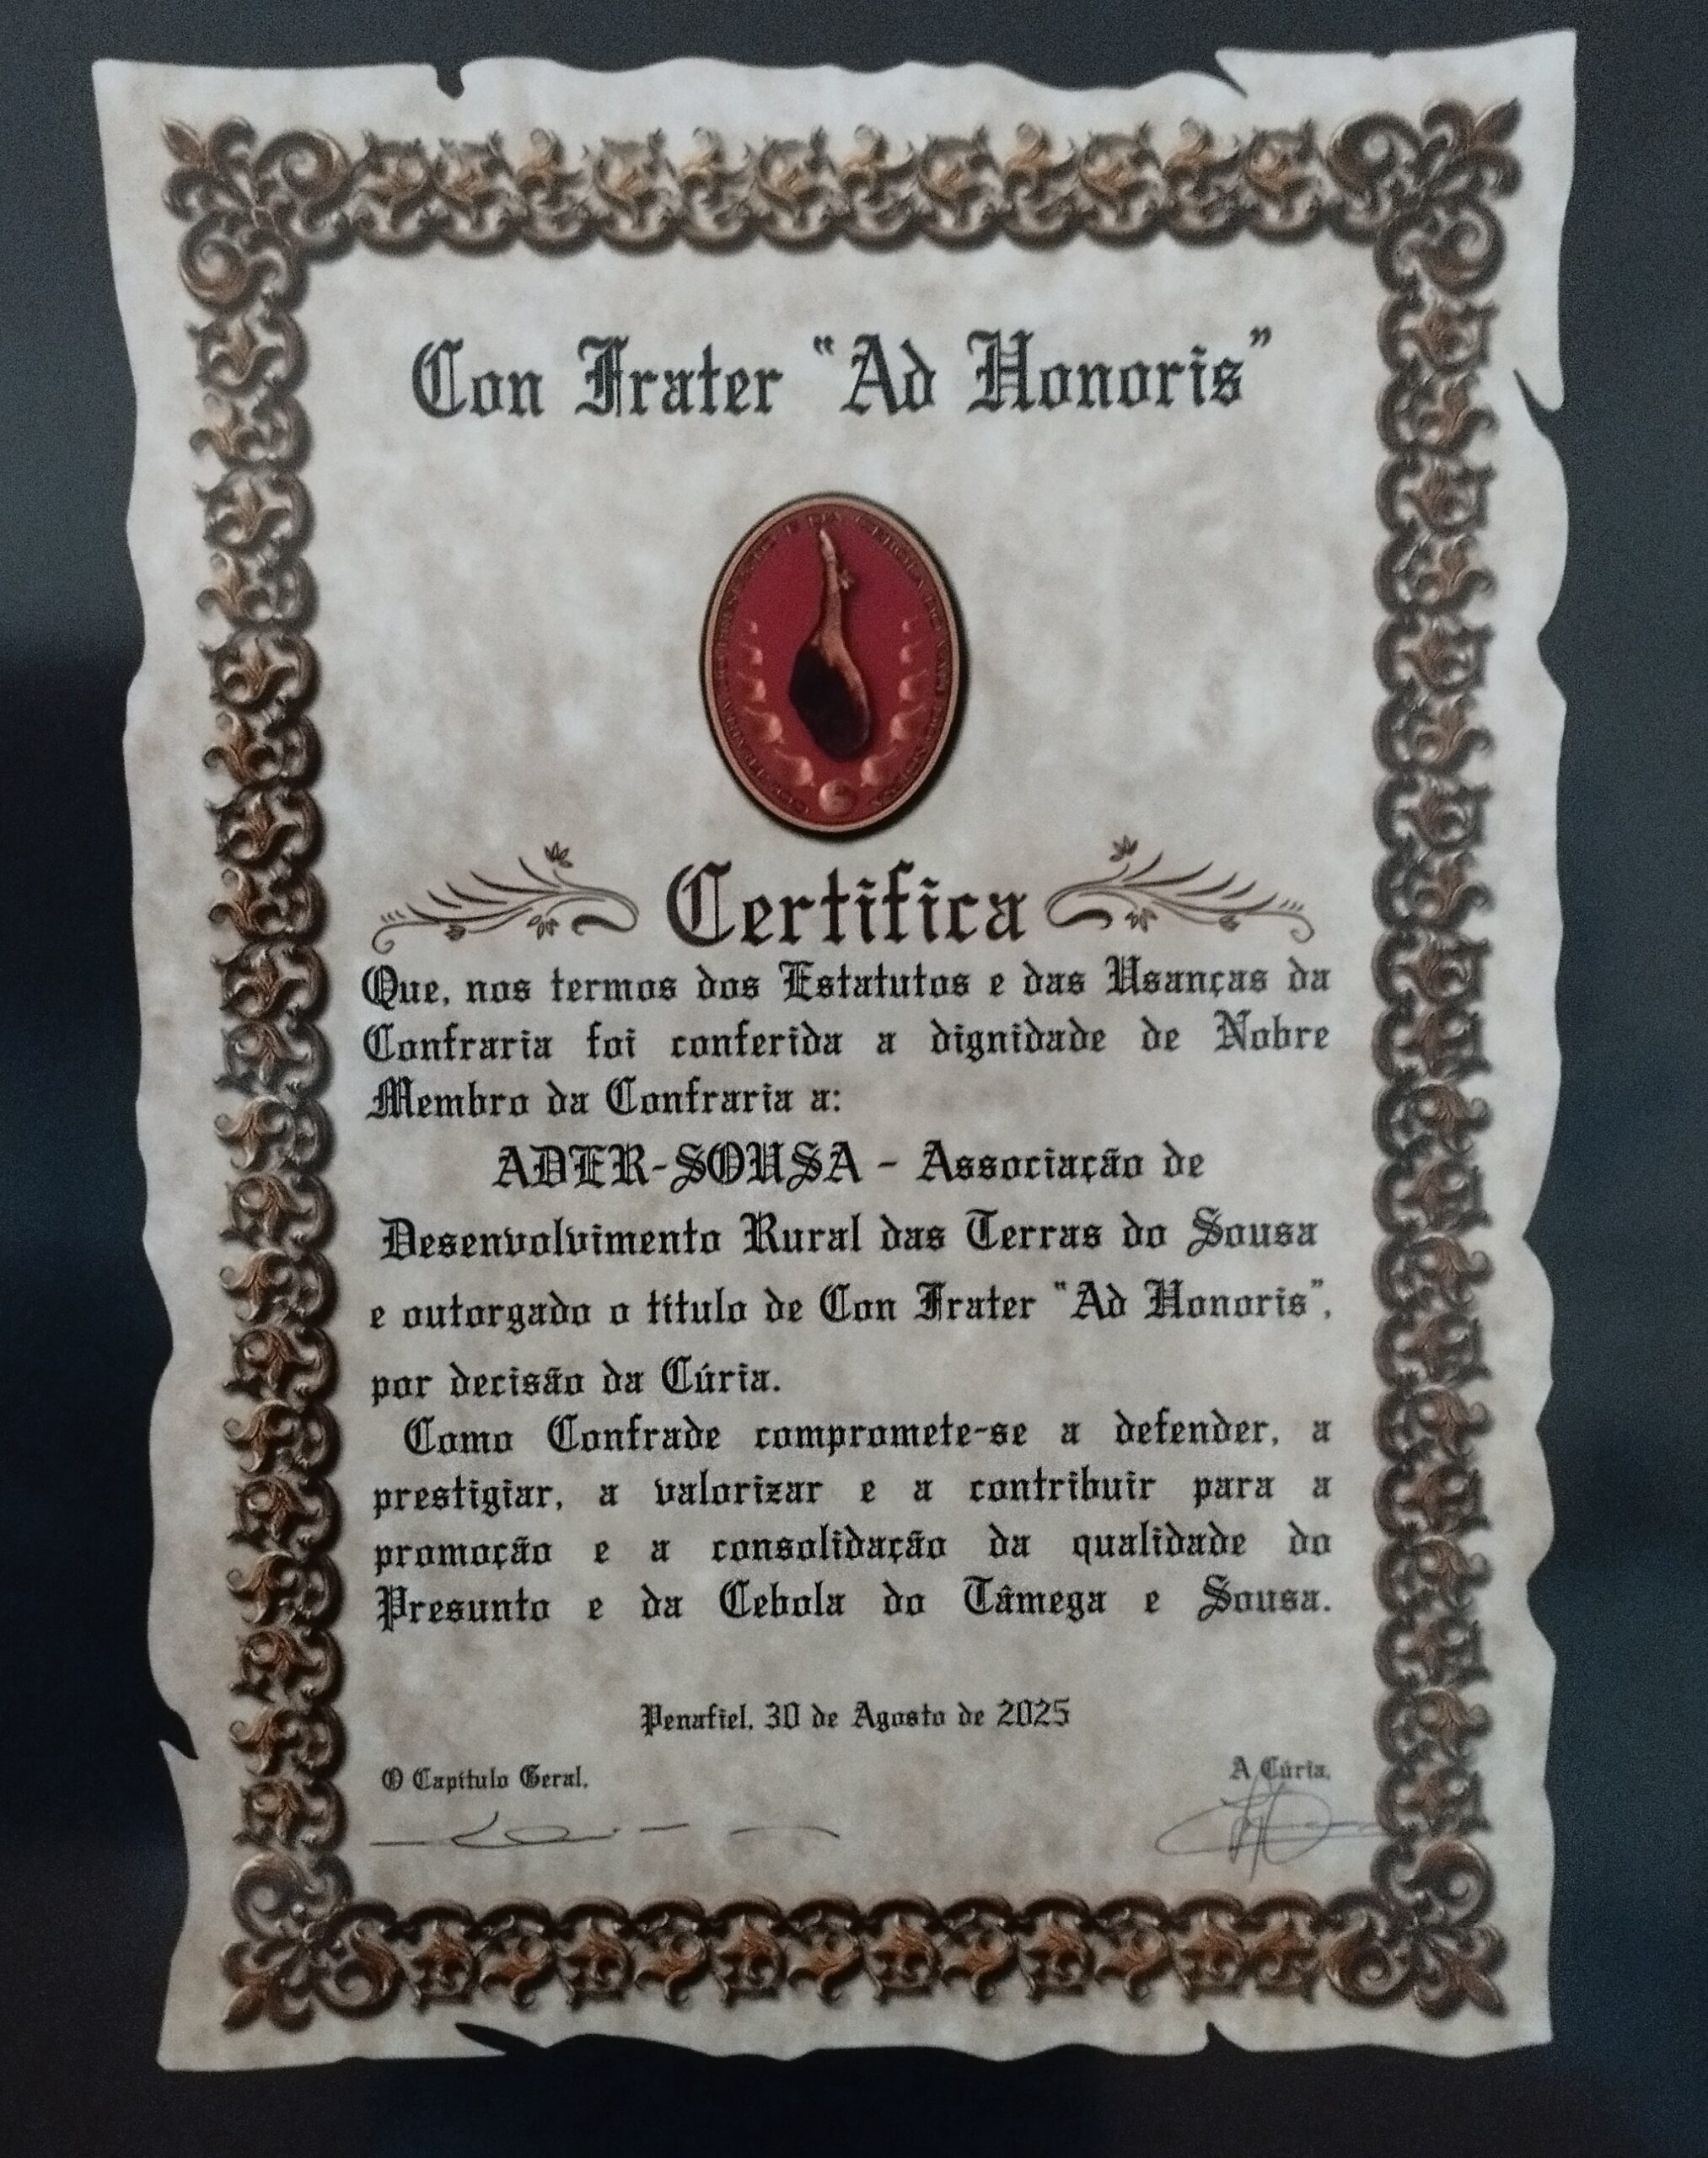 Con Frater "Ad Honoris"
Certifica
Que, nos termos dos Estatutos e das Usanças da
Confraria foi conferida a dignidade de Nobre
Membro da Confraria a:
ADER-SOUSA - Associação de
Desenvolvimento Rural das Terras do Sousa
e outorgado o título de Con Frater "Ad Honoris",
por decisão da Cúria.
Como Confrade compromete-se a defender, a
prestigiar, a valorizar e a contribuir para a
promoção e a consolidação da qualidade do
Presunto e da Cebola do Tâmega e Sousa.
Penafiel, 30 de Agosto de 2025
O Capítulo Geral,
A Cúria,